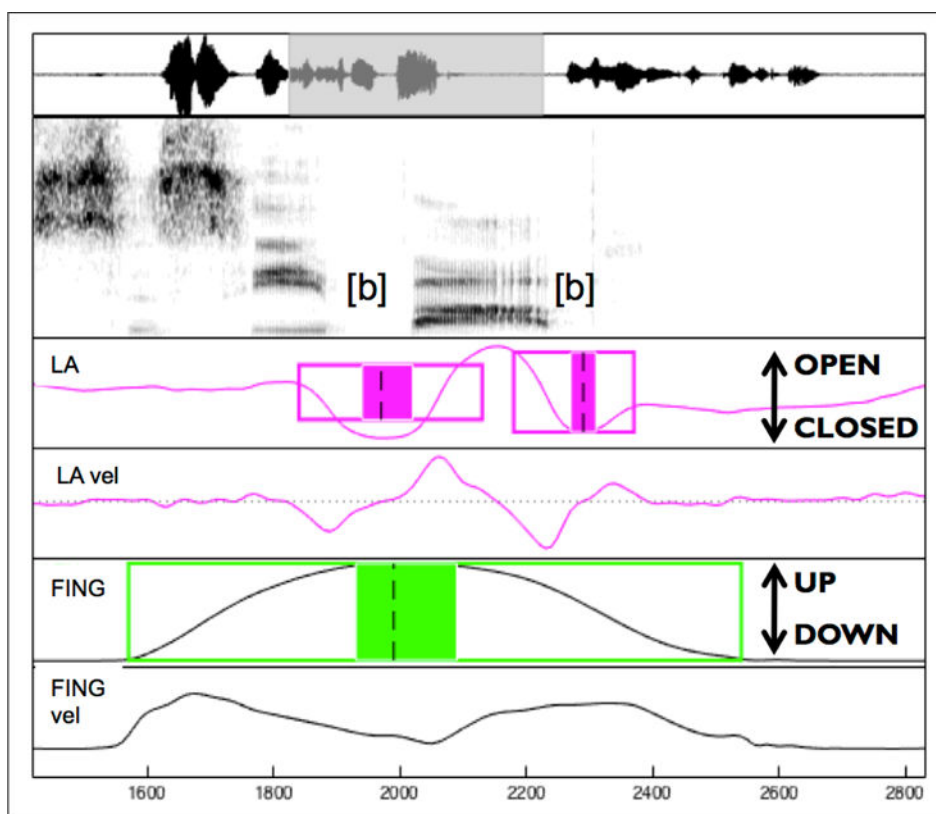 [b] [b]
LA
OPEN
CLOSED
LA vel
FING
UP
DOWN
FING
vel
1600 1800 2000 2200 2400 2600 2800